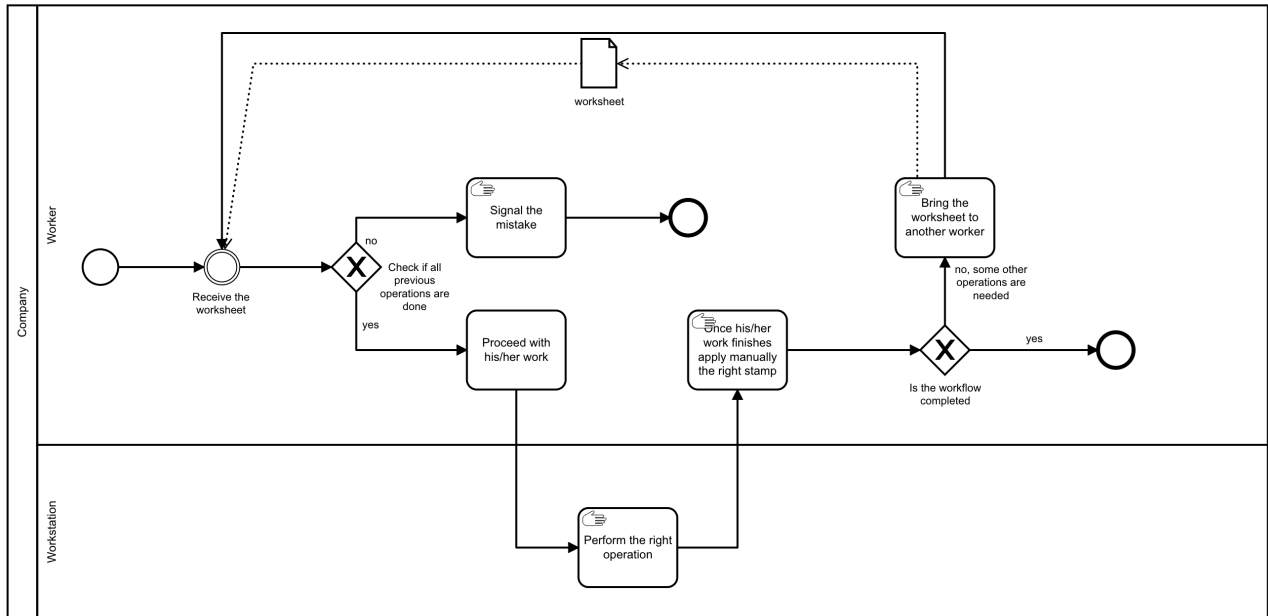 Company
Worker
Workstation
worksheet
Receive the
worksheet
no
Check if all
previous
operations are
done
yes
Signal the
mistake
Proceed with
his/her work
Perform the right
operation
Once his/her
work finishes
apply manually
the right stamp
Is the workflow
completed
no, some other
operations are
needed
yes
Bring the
worksheet to
another worker